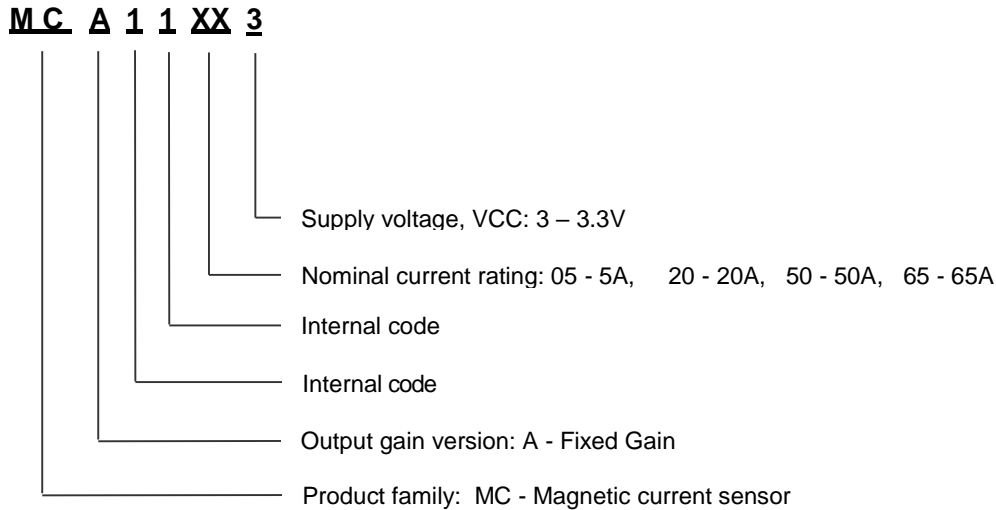 MC A 1 1 XX 3
Supply voltage, VCC: 3 – 3.3V
Nominal current rating: 05 - 5A, 20 - 20A, 50 - 50A, 65 - 65A
Internal code
Internal code
Output gain version: A - Fixed Gain
Product family: MC - Magnetic current sensor